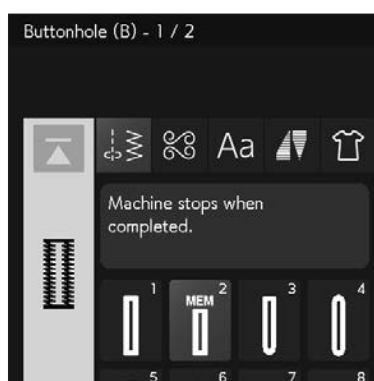 Buttonhole (B) - 1 / 2
Aa
Machine stops when
completed.
1
MEM 2
3
4
5
6
7
8